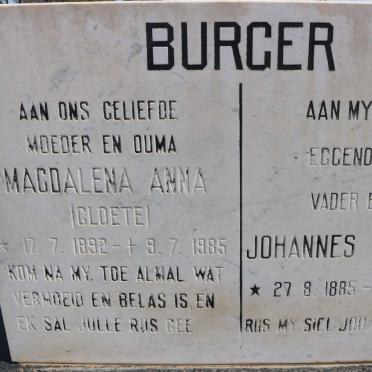 BURGER
AAN ONS GELIEFDE
MOEDER EN OUMA
MAGDALENA ANNA
(CLOETE)
* 17. 7. 1892 - † 9. 7. 1985
KOM NA MY, TOE ALMAL WAT
VERMOEID EN BELAS IS, EN
EK SAL JULLE RUS GEE.
AAN MY
EGGENO
VADER E
JOHANNES
★ 27. 8. 1885 -
RUS MY SIEL JOU